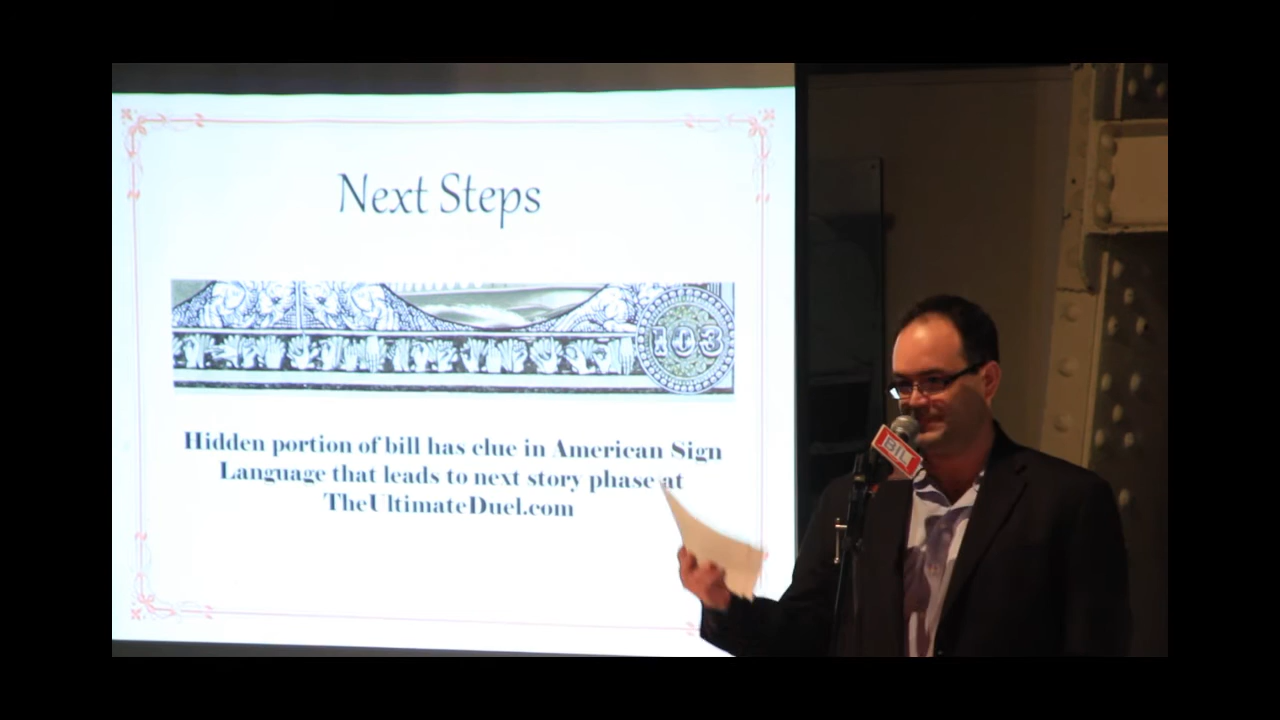 Next Steps
103
Hidden portion of bill has clue in American Sign
Language that leads to next story phase at
TheUltimateDuel.com
BIL